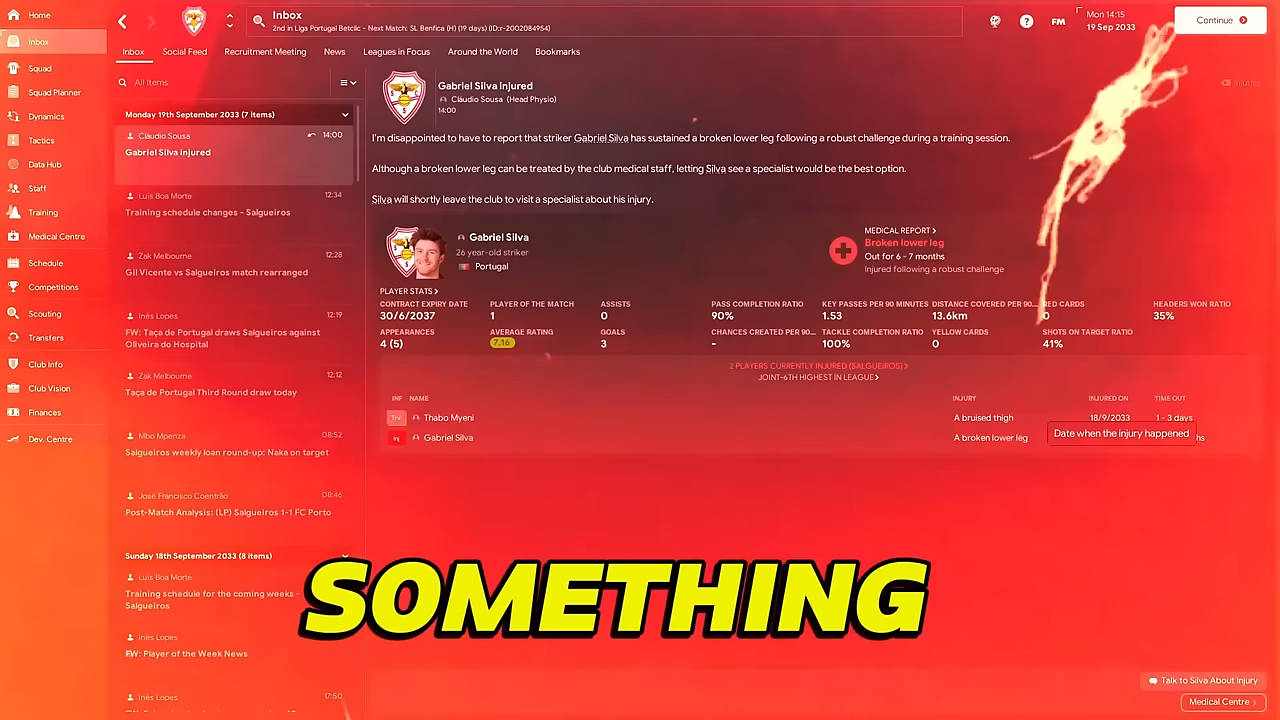 Home
Inbox
Squad
Squad Planner
Dynamics
Tactics
Data Hub
Staff
Training
Medical Centre
Schedule
Competitions
Scouting
Transfers
Club Info
Club Vision
Finances
Dev. Centre
Inbox
2nd in Liga Portugal Betclic - Next Match: SL Benfica (H) (19 days) (ID:r-2002084954)
FM
Mon 14:15
19 Sep 2033
Continue
Inbox Social Feed Recruitment Meeting News Leagues in Focus Around the World Bookmarks
All Items
Monday 19th September 2033 (7 items)
Cláudio Sousa 14:00
Gabriel Silva Injured
Luís Boa Morte 12:34
Training schedule changes - Salgueiros
Zak Melbourne 12:28
Gil Vicente vs Salgueiros match rearranged
Inês Lopes 12:19
FW: Taça de Portugal draws Salgueiros against
Oliveira do Hospital
Zak Melbourne 12:12
Taça de Portugal Third Round draw today
Mbo Mpenza 08:52
Salgueiros weekly loan round-up: Naka on target
José Francisco Coentrão 08:46
Post-Match Analysis: (LP) Salgueiros 1-1 FC Porto
Sunday 18th September 2033 (8 items)
Luís Boa Morte
Training schedule for the coming weeks -
Salgueiros
Inês Lopes
FW: Player of the Week News
Inês Lopes 17:50
Gabriel Silva Injured
Cláudio Sousa (Head Physio)
14:00
Injuries
I'm disappointed to have to report that striker Gabriel Silva has sustained a broken lower leg following a robust challenge during a training session.
Although a broken lower leg can be treated by the club medical staff, letting Silva see a specialist would be the best option.
Silva will shortly leave the club to visit a specialist about his injury.
Gabriel Silva
26 year-old striker
Portugal
MEDICAL REPORT >
Broken lower leg
Out for 6 - 7 months
Injured following a robust challenge
PLAYER STATS >
CONTRACT EXPIRY DATE PLAYER OF THE MATCH ASSISTS PASS COMPLETION RATIO KEY PASSES PER 90 MINUTES DISTANCE COVERED PER 90... RED CARDS HEADERS WON RATIO
30/6/2037 1 0 90% 1.53 13.6km 0 35%
APPEARANCES AVERAGE RATING GOALS CHANCES CREATED PER 90... TACKLE COMPLETION RATIO YELLOW CARDS SHOTS ON TARGET RATIO
4 (5) 7.16 3 - 100% 0 41%
2 PLAYERS CURRENTLY INJURED (SALGUEIROS) >
JOINT-6TH HIGHEST IN LEAGUE >
INF NAME INJURY INJURED ON TIME OUT
Trv Thabo Myeni A bruised thigh 18/9/2033 1 - 3 days
Inj Gabriel Silva A broken lower leg
Date when the injury happened
SOMETHING
Talk to Silva About Injury
Medical Centre >